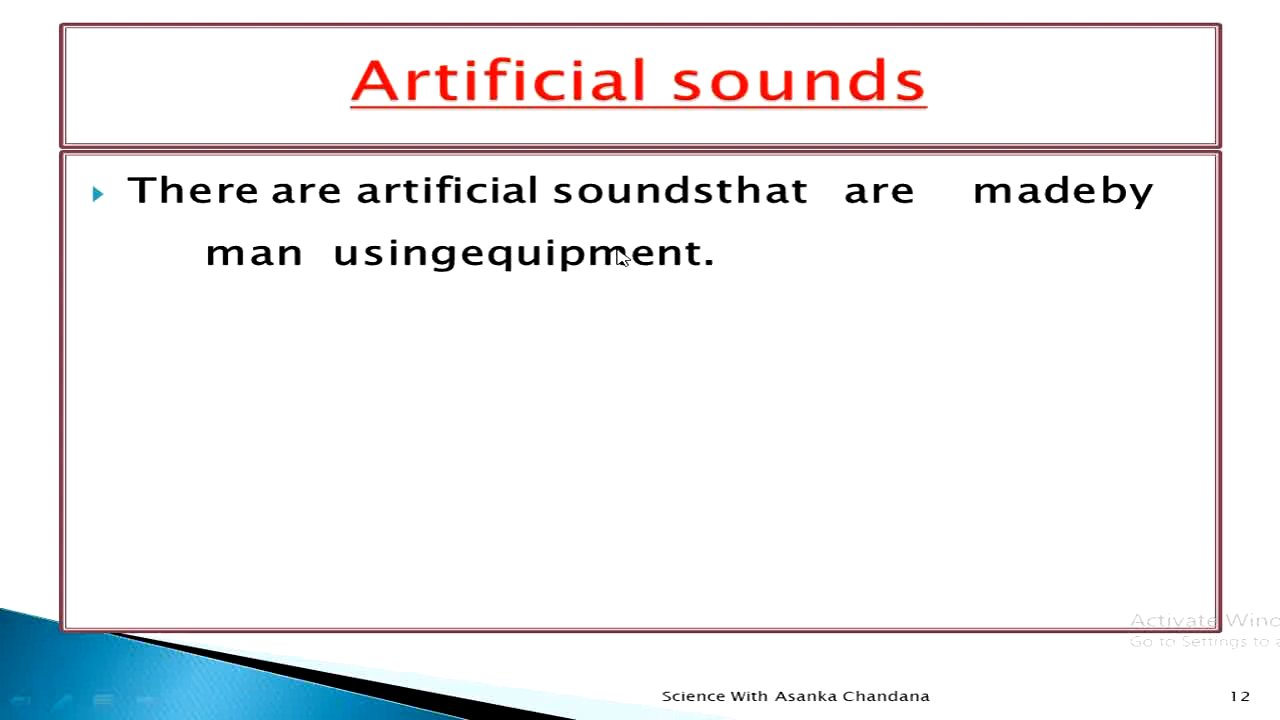 Artificial sounds
There are artificial soundsthat are madeby
man usingequipment.
Activate Wind
Go to Settings to a
Science With Asanka Chandana 12